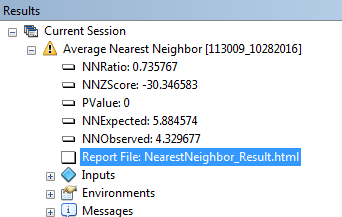 Results
Current Session
Average Nearest Neighbor [113009_10282016]
NNRatio: 0.735767
NNZScore: -30.346583
PValue: 0
NNExpected: 5.884574
NNObserved: 4.329677
Report File: NearestNeighbor_Result.html
Inputs
Environments
Messages